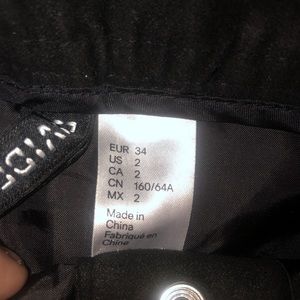 EUR 34
US 2
CA 2
CN 160/64A
MX 2
Made in
China
Fabriqué en
Chine